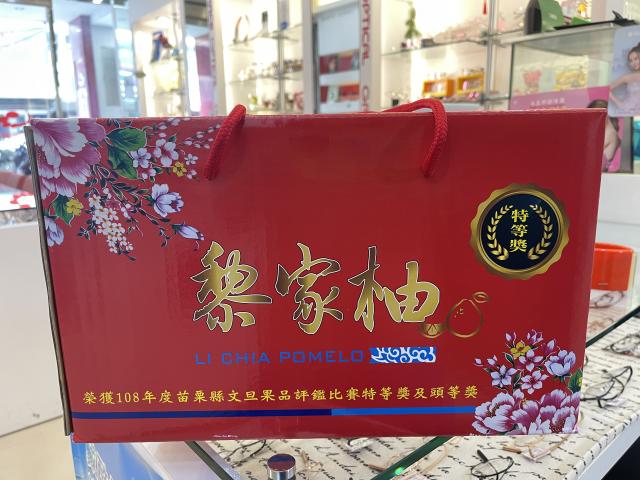 特等獎
黎家柚
LI CHIA POMELO
榮獲108年度苗栗縣文旦果品評鑑比賽特等獎及頭等獎
OPTICAL